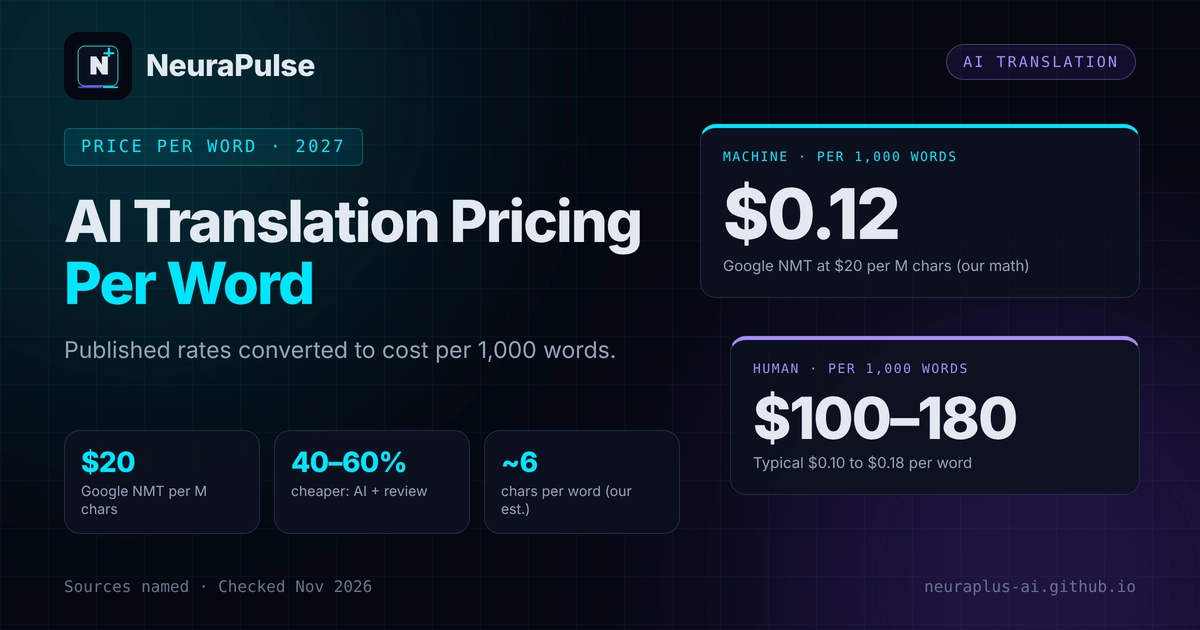 N+
NeuraPulse
AI TRANSLATION
PRICE PER WORD · 2027
AI Translation Pricing
Per Word
Published rates converted to cost per 1,000 words.
$20
Google NMT per M
chars
40–60%
cheaper: AI + review
~6
chars per word (our
est.)
MACHINE · PER 1,000 WORDS
$0.12
Google NMT at $20 per M chars (our math)
HUMAN · PER 1,000 WORDS
$100–180
Typical $0.10 to $0.18 per word
Sources named · Checked Nov 2026
neuraplus-ai.github.io